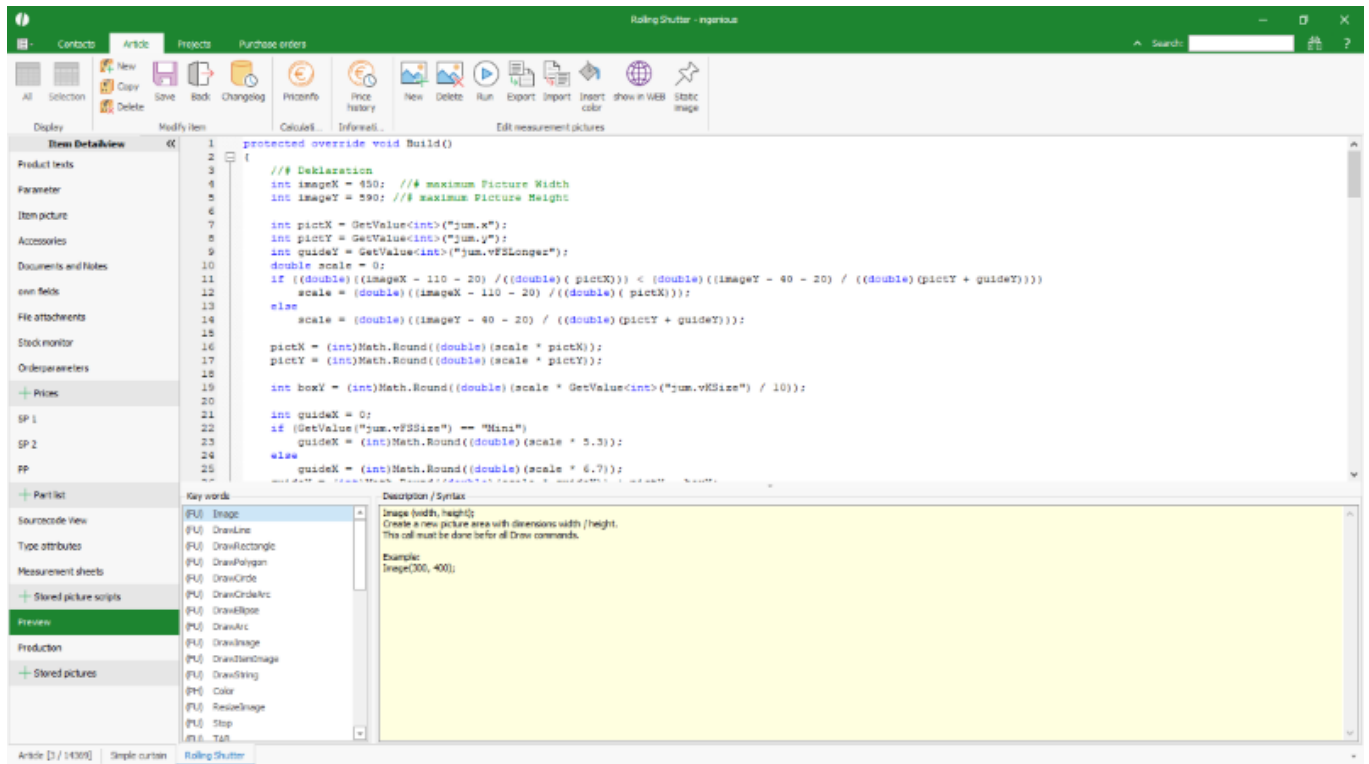 Rolling Shutter - ingenious
Contacts Article Projects Purchase orders Search: ?
New
Copy
Delete
All Selection Save Back Changelog Priceinfo Price history New Delete Run Export Import Insert color show in WEB Static image
Display Modify item Calculati... Informati... Edit measurement pictures
Item Detailview
Product texts
Parameter
Item picture
Accessories
Documents and Notes
own fields
File attachments
Stock monitor
Orderparameters
Prices
SP 1
SP 2
PP
Part list
Sourcecode View
Type attributes
Measurement sheets
Stored picture scripts
Preview
Production
Stored pictures
1 protected override void Build()
2 {
3 //# Deklaration
4 int imageX = 450; //# maximum Picture Width
5 int imageY = 590; //# maximum Picture Height
6
7 int pictX = GetValue<int>("jum.x");
8 int pictY = GetValue<int>("jum.y");
9 int guideY = GetValue<int>("jum.vFSLonger");
10 double scale = 0;
11 if ((double)((imageX - 110 - 20) /((double)( pictX))) < (double)((imageY - 40 - 20) / ((double)(pictY + guideY))))
12 scale = (double)((imageX - 110 - 20) /((double)( pictX)));
13 else
14 scale = (double)((imageY - 40 - 20) / ((double)(pictY + guideY)));
15
16 pictX = (int)Math.Round((double)(scale * pictX));
17 pictY = (int)Math.Round((double)(scale * pictY));
18
19 int boxY = (int)Math.Round((double)(scale * GetValue<int>("jum.vKSize") / 10));
20
21 int guideX = 0;
22 if (GetValue("jum.vFSSize") == "Mini")
23 guideX = (int)Math.Round((double)(scale * 5.3));
24 else
25 guideX = (int)Math.Round((double)(scale * 6.7));
Key words
(FU) Image
(FU) DrawLine
(FU) DrawRectangle
(FU) DrawPolygon
(FU) DrawCircle
(FU) DrawCircleArc
(FU) DrawEllipse
(FU) DrawArc
(FU) DrawImage
(FU) DrawItemImage
(FU) DrawString
(PH) Color
(FU) ResizeImage
(FU) Stop
(FU) TAB
Description / Syntax
Image (width, height);
Create a new picture area with dimensions width / height.
This call must be done befor all Draw commands.
Example:
Image(300, 400);
Article [3 / 14369] Simple curtain Rolling Shutter